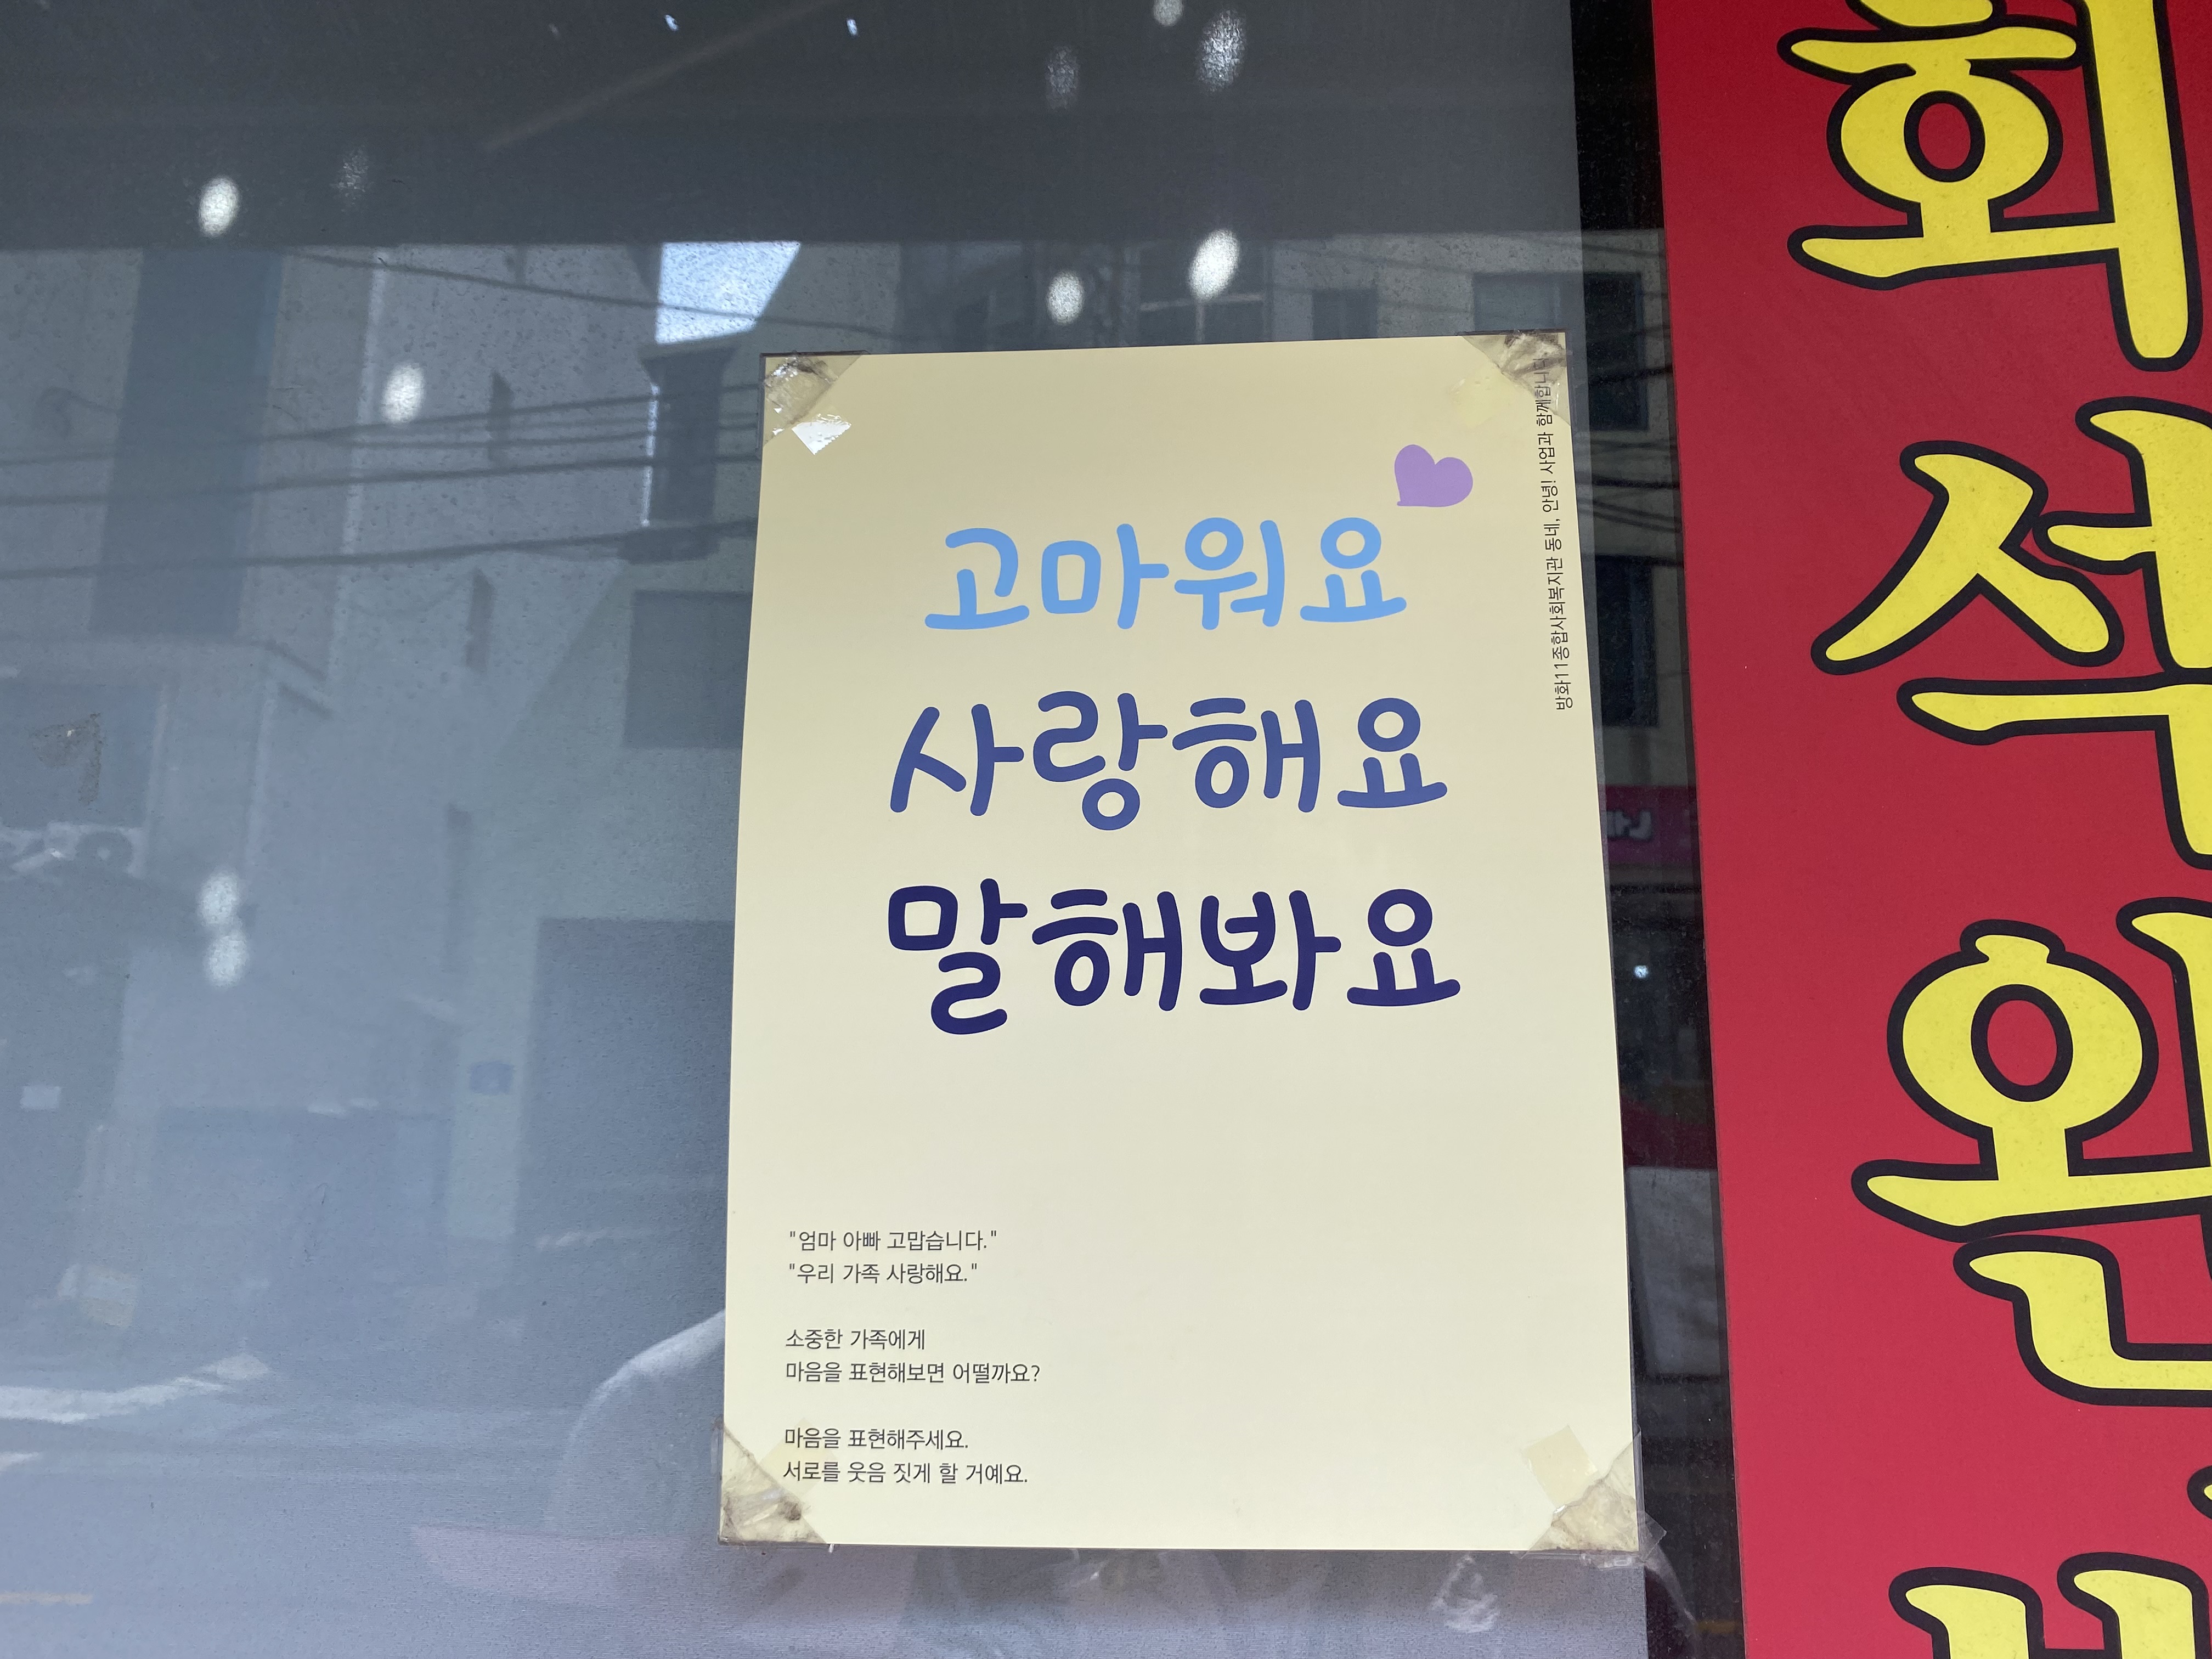 고마워요
사랑해요
말해봐요
"엄마 아빠 고맙습니다."
"우리 가족 사랑해요."
소중한 가족에게
마음을 표현해보면 어떨까요?
마음을 표현해주세요.
서로를 웃음 짓게 할 거예요.
방화11종합사회복지관 동네, 안녕! 사업과 함께합니다.
회